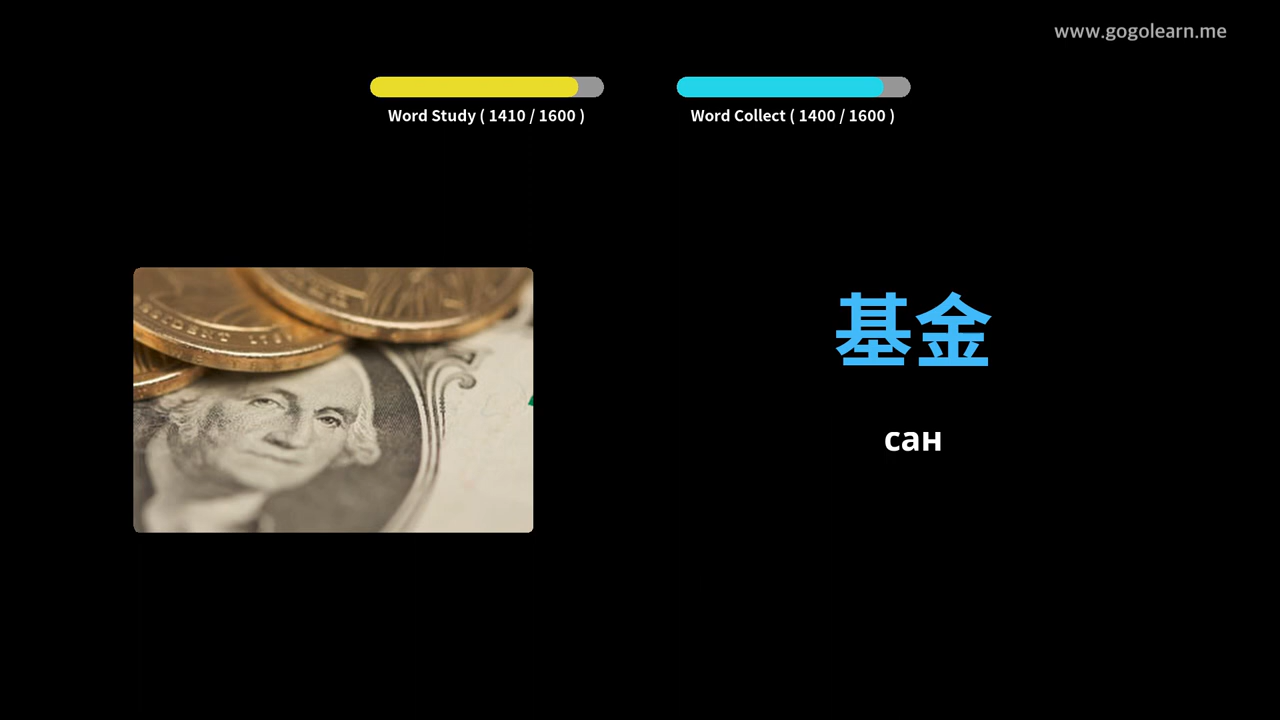 www.gogolearn.me
Word Study ( 1410 / 1600 )
Word Collect ( 1400 / 1600 )
基金
сан